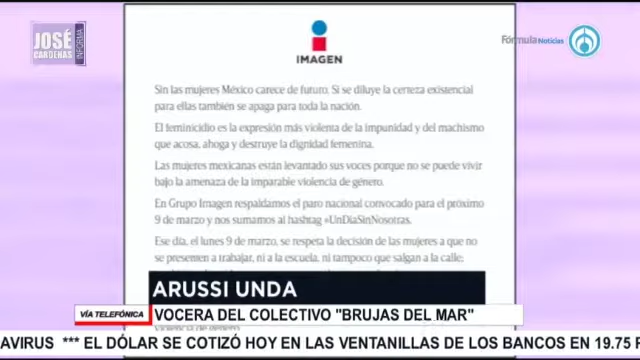 JOSÉ
CÁRDENAS
INFORMA
Fórmula Noticias
IMAGEN
Sin las mujeres México carece de futuro. Si se diluye la certeza existencial
para ellas también se apaga para toda la nación.
El feminicidio es la expresión más violenta de la impunidad y del machismo
que acosa, ahoga y destruye la dignidad femenina.
Las mujeres mexicanas están levantado sus voces porque no se puede vivir
bajo la amenaza de la imparable violencia de género.
En Grupo Imagen respaldamos el paro nacional convocado para el próximo
9 de marzo y nos sumamos al hashtag #UnDíaSinNosotras.
Ese día, el lunes 9 de marzo, se respeta la decisión de las mujeres a que no
se presenten a trabajar, ni a la escuela, ni tampoco que salgan a la calle;
ARUSSI UNDA
VÍA TELEFÓNICA
VOCERA DEL COLECTIVO "BRUJAS DEL MAR"
AVIRUS *** EL DÓLAR SE COTIZÓ HOY EN LAS VENTANILLAS DE LOS BANCOS EN 19.75